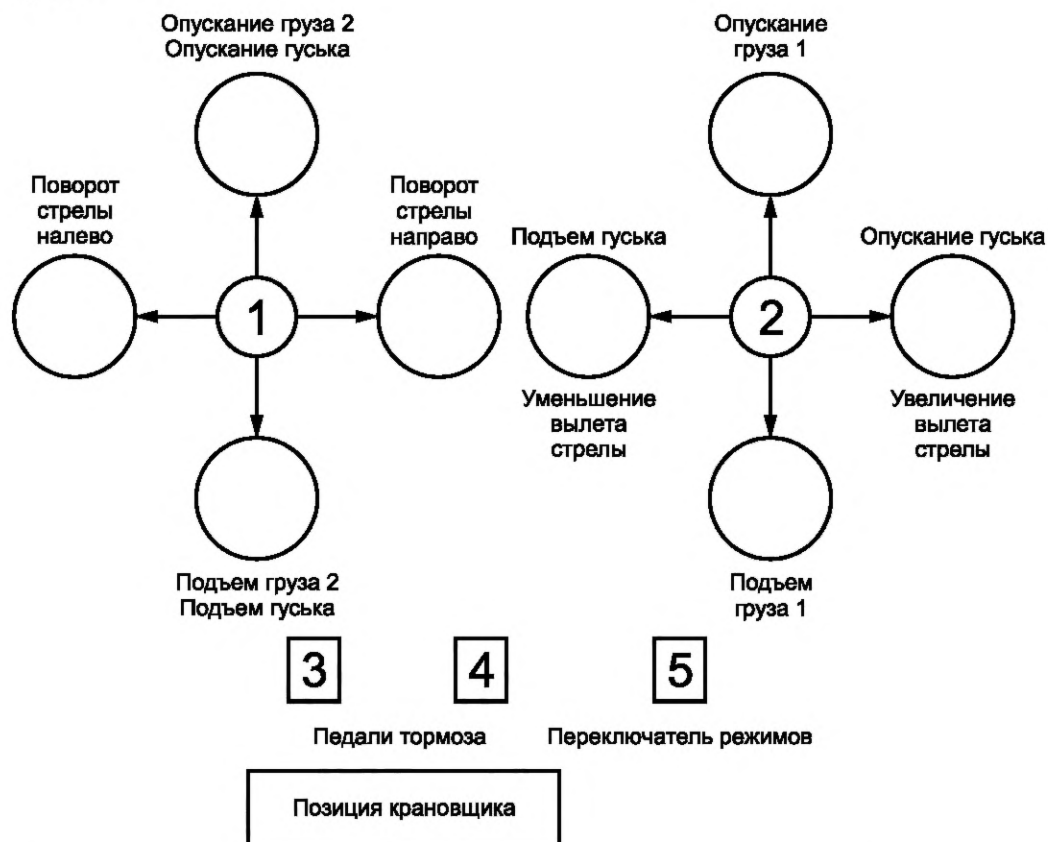 Опускание груза 2
Опускание гуська
Опускание
груза 1
Поворот
стрелы
налево
Поворот
стрелы
направо
Подъем гуська
Опускание гуська
1
2
Уменьшение
вылета
стрелы
Увеличение
вылета
стрелы
Подъем груза 2
Подъем гуська
Подъем
груза 1
3
4
5
Педали тормоза
Переключатель режимов
Позиция крановщика